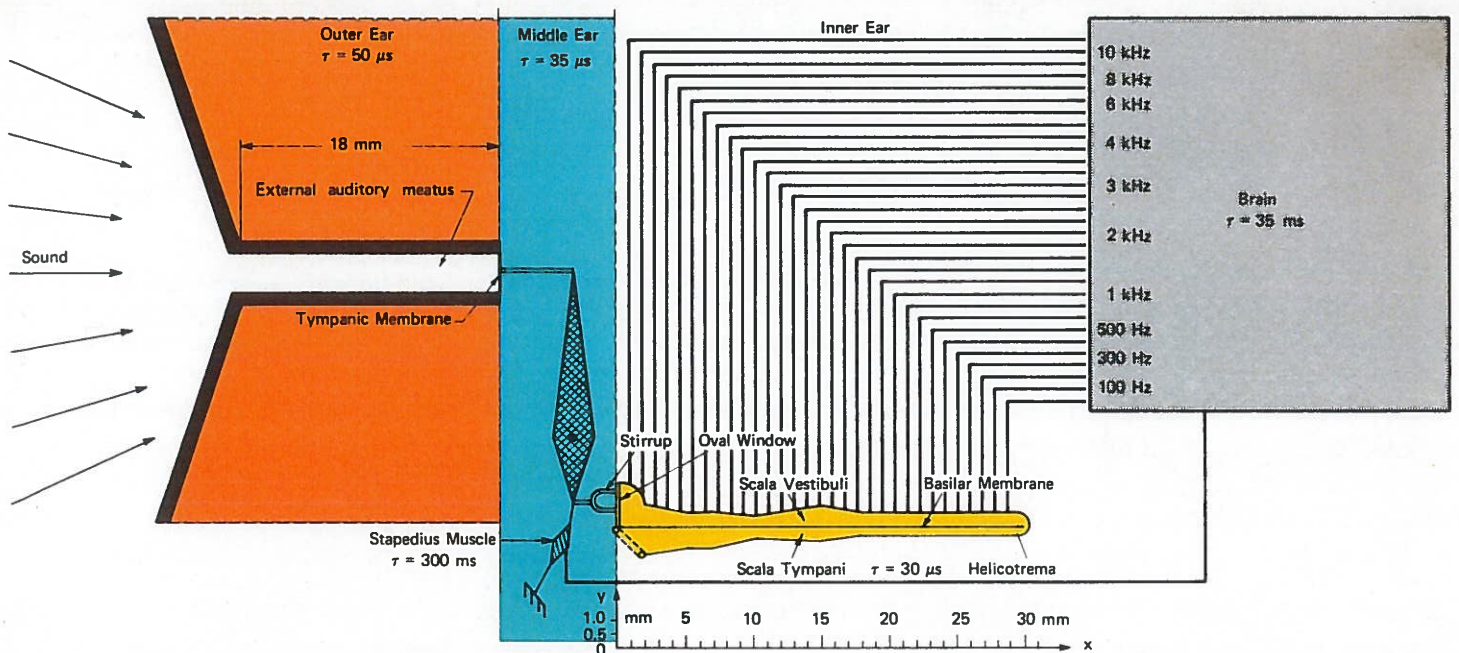 Outer Ear
τ = 50 μs
Middle Ear
τ = 35 μs
Inner Ear
18 mm
External auditory meatus
Sound
Tympanic Membrane
10 kHz
8 kHz
6 kHz
4 kHz
3 kHz
2 kHz
1 kHz
500 Hz
300 Hz
100 Hz
Brain
τ = 35 ms
Stirrup
Oval Window
Scala Vestibuli
Basilar Membrane
Stapedius Muscle
τ = 300 ms
Scala Tympani
τ = 30 μs
Helicotrema
y
1.0
0.5
0
mm
5
10
15
20
25
30 mm
x